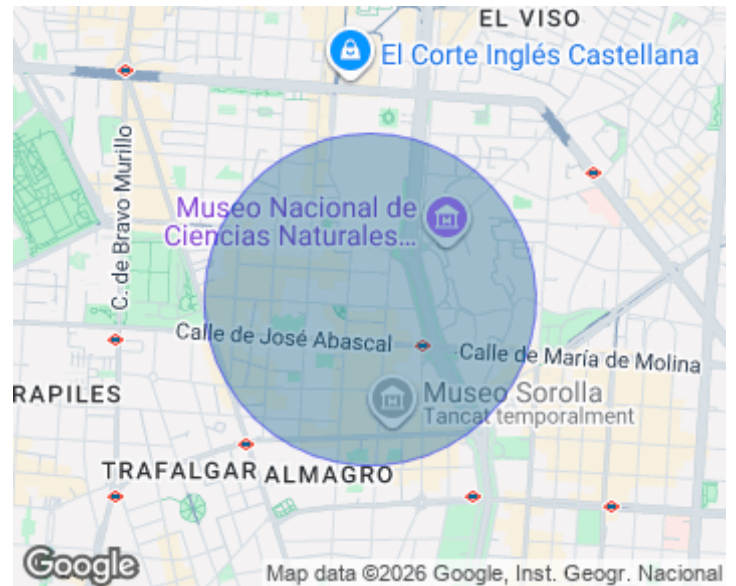 EL VISO
El Corte Inglés Castellana
C. de Bravo Murillo
Museo Nacional de
Ciencias Naturales...
Calle de José Abascal
Calle de María de Molina
RAPILES
Museo Sorolla
Tancat temporalment
TRAFALGAR
ALMAGRO
Google
Map data ©2026 Google, Inst. Geogr. Nacional